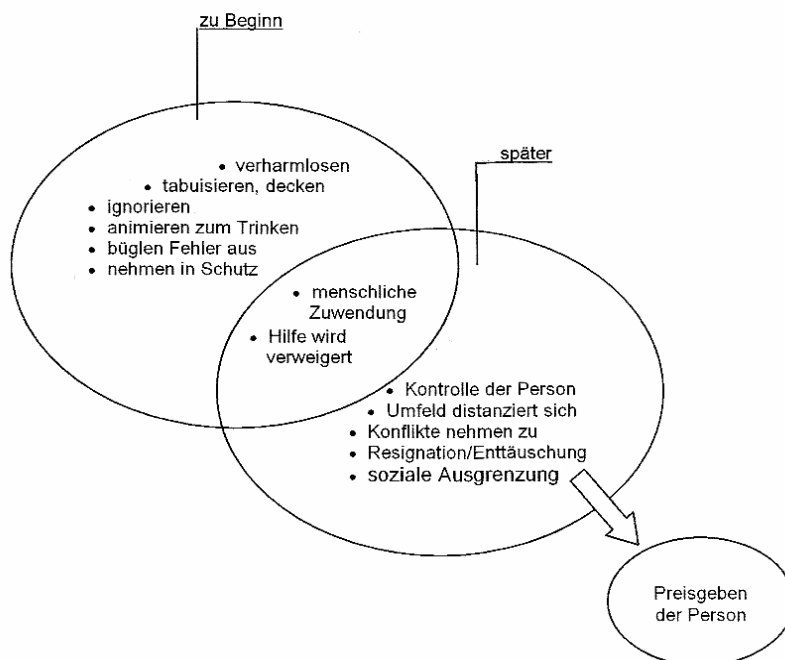 zu Beginn
später
• verharmlosen
• tabuisieren, decken
• ignorieren
• animieren zum Trinken
• büglen Fehler aus
• nehmen in Schutz
• menschliche
Zuwendung
• Hilfe wird
verweigert
• Kontrolle der Person
• Umfeld distanziert sich
• Konflikte nehmen zu
• Resignation/Enttäuschung
• soziale Ausgrenzung
Preisgeben
der Person